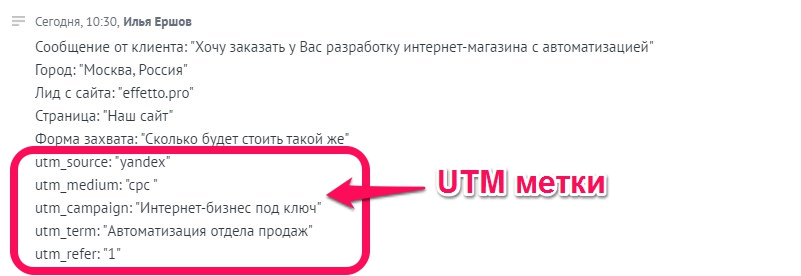 Сегодня, 10:30, Илья Ершов
Сообщение от клиента: "Хочу заказать у Вас разработку интернет-магазина с автоматизацией"
Город: "Москва, Россия"
Лид с сайта: "effetto.pro"
Страница: "Наш сайт"
Форма захвата: "Сколько будет стоить такой же"
utm_source: "yandex"
utm_medium: "cpc "
utm_campaign: "Интернет-бизнес под ключ"
utm_term: "Автоматизация отдела продаж"
utm_refer: "1"
UTM метки